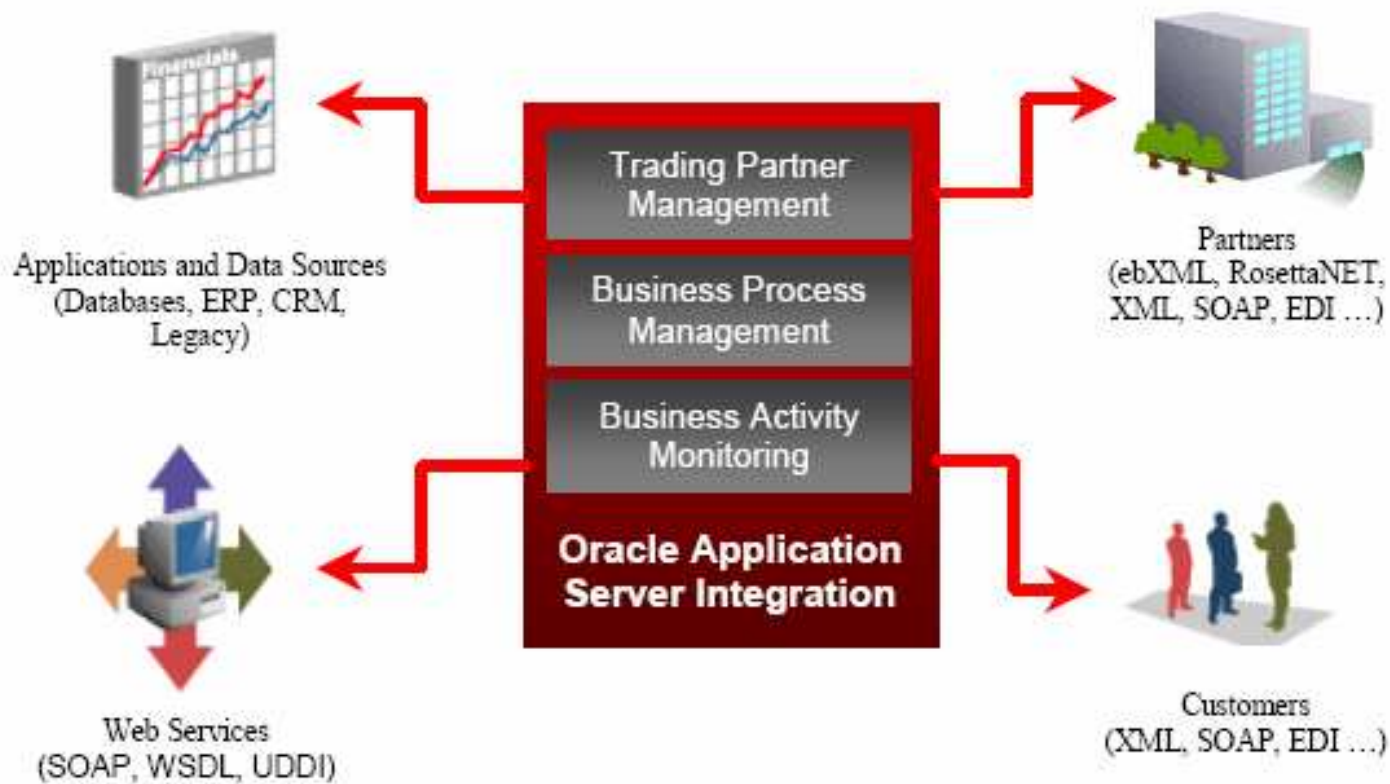 Financials
Applications and Data Sources
(Databases, ERP, CRM,
Legacy)
Web Services
(SOAP, WSDL, UDDI)
Trading Partner
Management
Business Process
Management
Business Activity
Monitoring
Oracle Application
Server Integration
Partners
(ebXML, RosettaNET,
XML, SOAP, EDI ...)
Customers
(XML, SOAP, EDI ...)